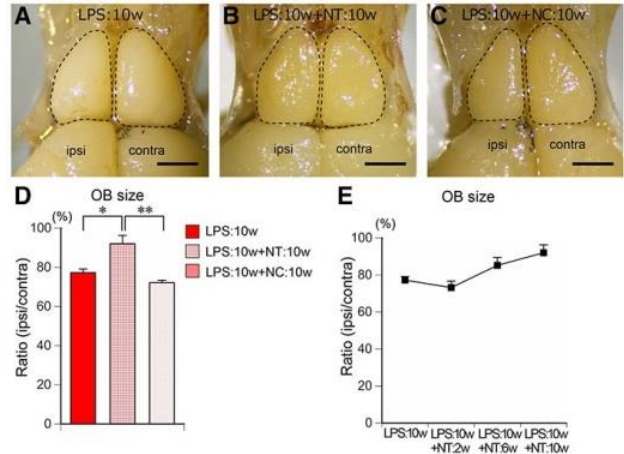 A LPS:10w
B LPS:10w+NT:10w
C LPS:10w+NC:10w
ipsi contra
ipsi contra
ipsi contra
D
OB size
(%)
100
80
60
40
20
0
Ratio (ipsi/contra)
*
**
LPS:10w
LPS:10w+NT:10w
LPS:10w+NC:10w
E
OB size
(%)
100
80
60
40
20
0
Ratio (ipsi/contra)
LPS:10w
LPS:10w
+NT:2w
LPS:10w
+NT:6w
LPS:10w
+NT:10w